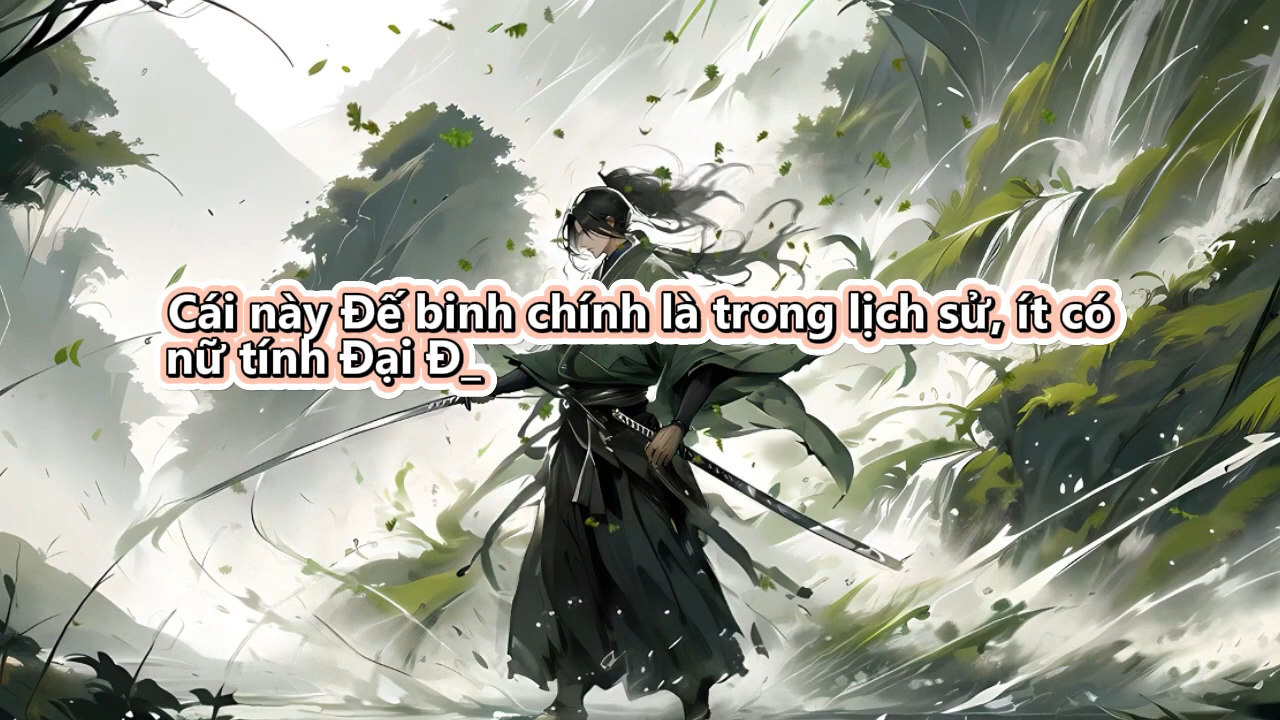 Cái này Đế binh chính là trong lịch sử, ít có
nữ tính Đại Đ_